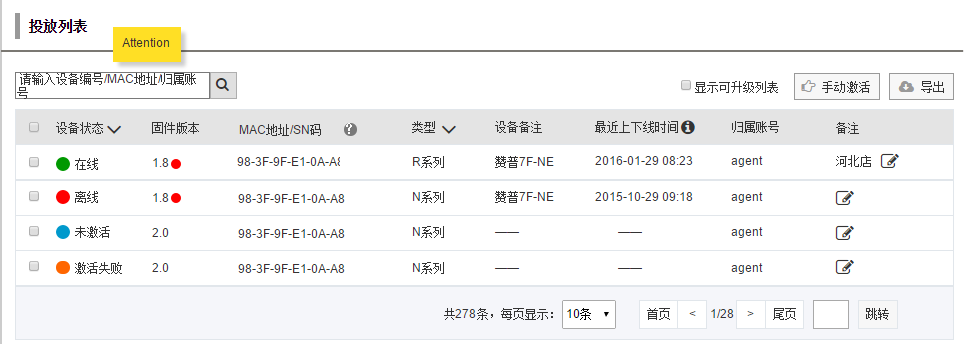 投放列表
Attention
请输入设备编号/MAC地址/归属账
号
显示可升级列表 手动激活 导出
设备状态 固件版本 MAC地址/SN码 类型 设备备注 最近上下线时间 归属账号 备注
在线 1.8 98-3F-9F-E1-0A-A8 R系列 赞普7F-NE 2016-01-29 08:23 agent 河北店
离线 1.8 98-3F-9F-E1-0A-A8 N系列 赞普7F-NE 2015-10-29 09:18 agent
未激活 2.0 98-3F-9F-E1-0A-A8 N系列 —— —— agent
激活失败 2.0 98-3F-9F-E1-0A-A8 N系列 —— —— agent
共278条，每页显示： 10条 首页 < 1/28 > 尾页 跳转